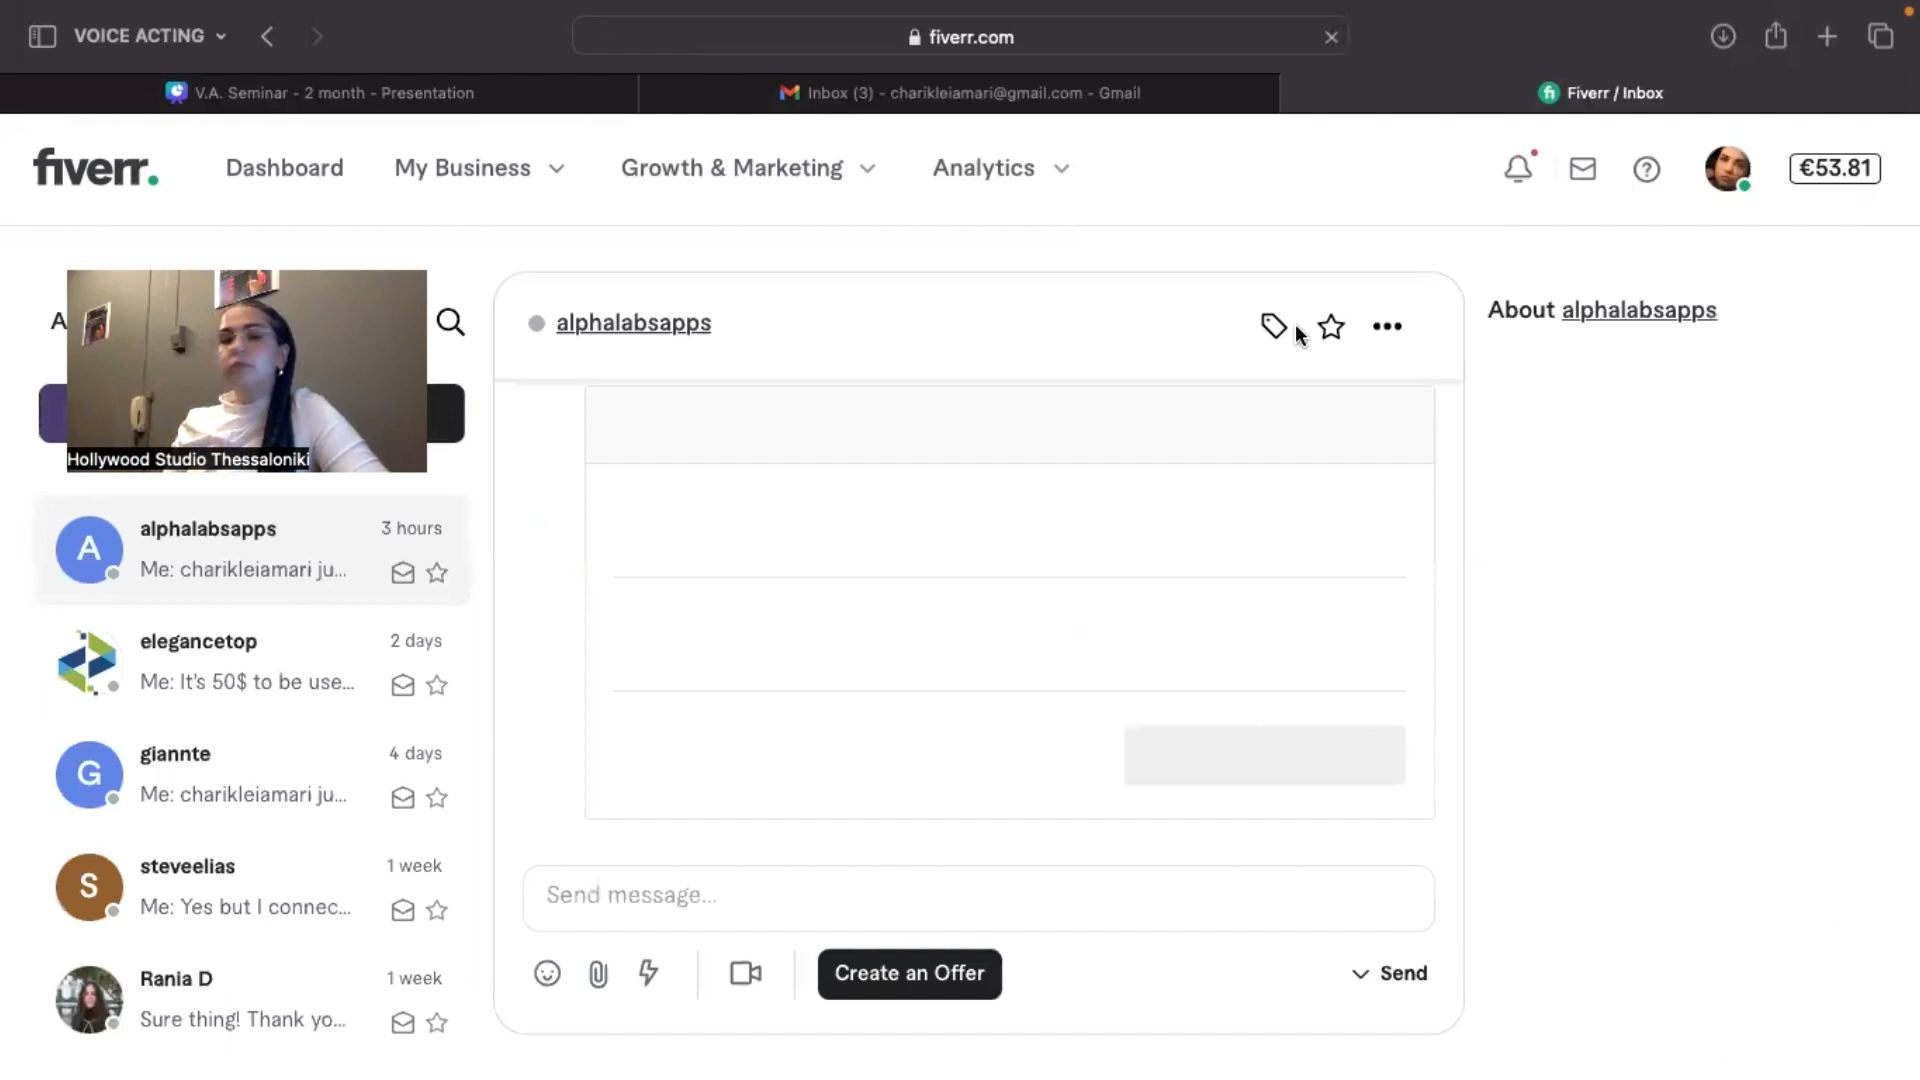 VOICE ACTING
fiverr.com
V.A. Seminar - 2 month - Presentation
Inbox (3) - charikleiamari@gmail.com - Gmail
Fiverr / Inbox
fiverr.
Dashboard
My Business
Growth & Marketing
Analytics
€53.81
A
Hollywood Studio Thessaloniki
alphalabsapps
About alphalabsapps
A
alphalabsapps
3 hours
Me: charikleiamari ju...
elegancetop
2 days
Me: It's 50$ to be use...
G
giannte
4 days
Me: charikleiamari ju...
S
steveelias
1 week
Me: Yes but I connec...
Rania D
1 week
Sure thing! Thank yo...
Send message...
Create an Offer
Send